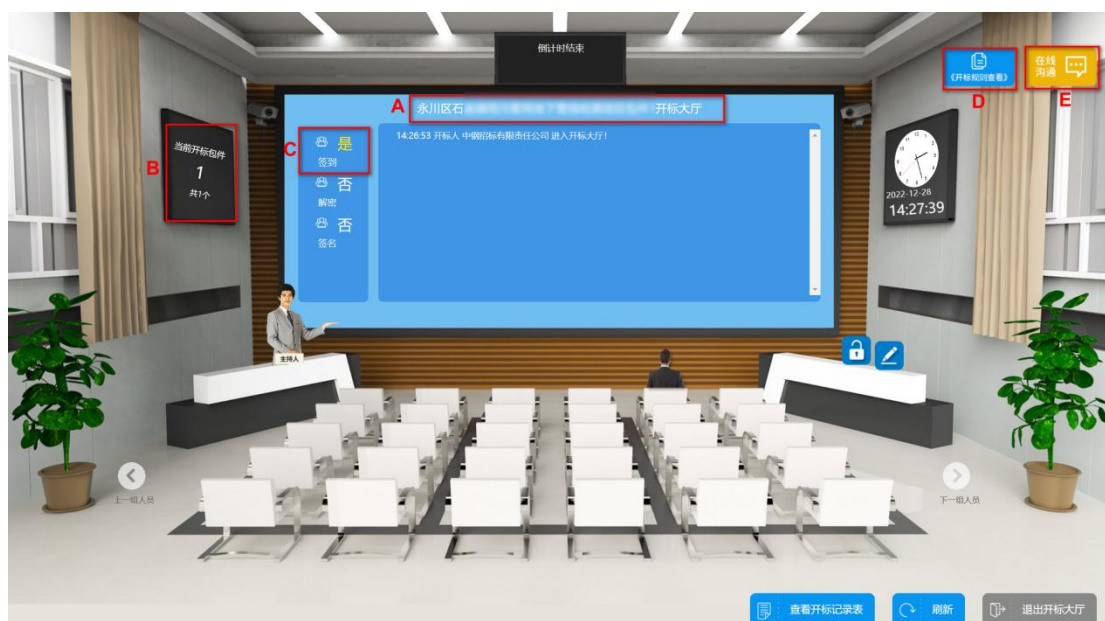 倒计时结束
《开标规则查看》
在线
沟通
D
E
A
永川区石
开标大厅
B
当前开标包件
1
共1个
C
是
签到
否
解密
否
签名
14:26:53 开标人 中钢招标有限责任公司 进入开标大厅!
12
3
6
9
2022-12-28
14:27:39
主持人
上一组人员
下一组人员
查看开标记录表
刷新
退出开标大厅